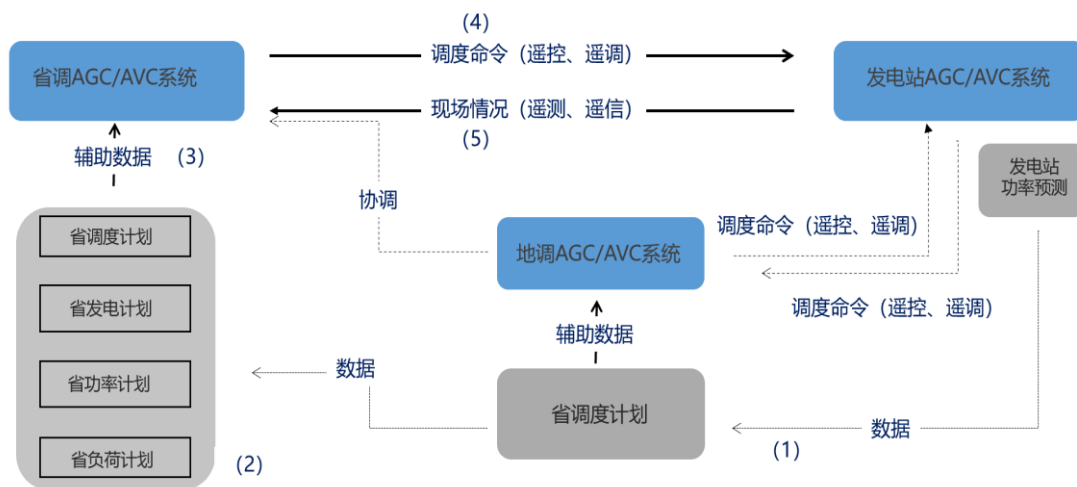 (4)
省调AGC/AVC系统
调度命令（遥控、遥调）
发电站AGC/AVC系统
现场情况（遥测、遥信）
(5)
辅助数据 (3)
发电站
功率预测
协调
省调度计划
调度命令（遥控、遥调）
地调AGC/AVC系统
省发电计划
调度命令（遥控、遥调）
辅助数据
数据
省功率计划
省调度计划
数据
(1)
省负荷计划
(2)